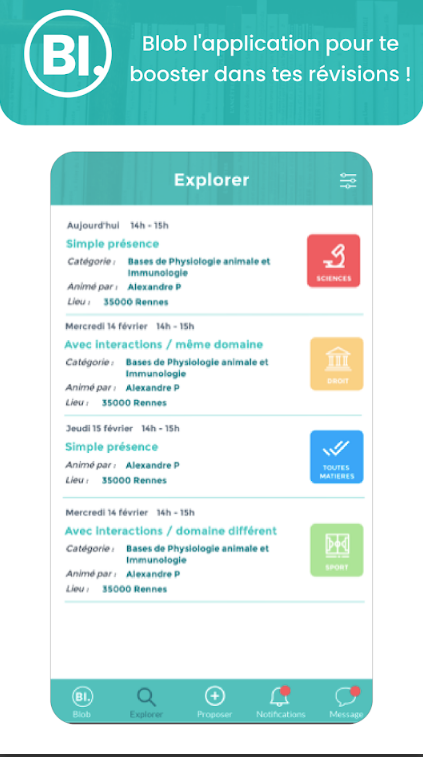 BI.
Blob l'application pour te
booster dans tes révisions !
Explorer
Aujourd'hui 14h - 15h
Simple présence
Catégorie : Bases de Physiologie animale et
Immunologie
Animé par : Alexandre P
Lieu : 35000 Rennes
SCIENCES
Mercredi 14 février 14h - 15h
Avec interactions / même domaine
Catégorie : Bases de Physiologie animale et
Immunologie
Animé par : Alexandre P
Lieu : 35000 Rennes
DROIT
Jeudi 15 février 14h - 15h
Simple présence
Animé par : Alexandre P
Lieu : 35000 Rennes
TOUTES
MATIERES
Mercredi 14 février 14h - 15h
Avec interactions / domaine différent
Catégorie : Bases de Physiologie animale et
Immunologie
Animé par : Alexandre P
Lieu : 35000 Rennes
SPORT
BI.
Blob Explorer Proposer Notifications Message